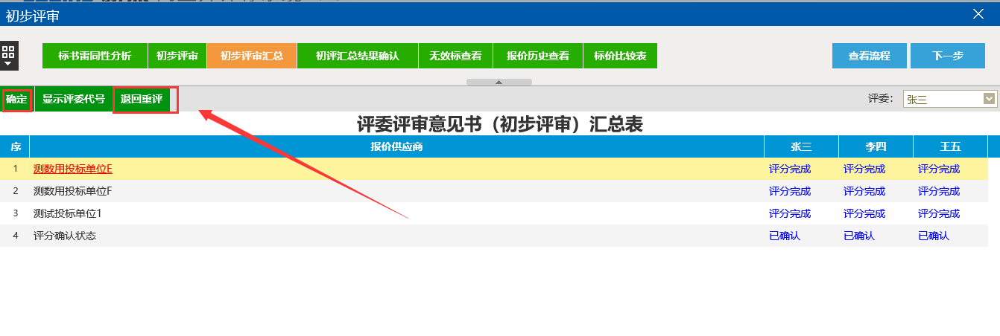 初步评审
标书雷同性分析 初步评审 初步评审汇总 初评汇总结果确认 无效标查看 报价历史查看 标价比较表 查看流程 下一步
确定 显示评委代号 退回重评 评委: 张三
评委评审意见书（初步评审）汇总表
序 报价供应商 张三 李四 王五
1 测数用投标单位E 评分完成 评分完成 评分完成
2 测数用投标单位F 评分完成 评分完成 评分完成
3 测试投标单位1 评分完成 评分完成 评分完成
4 评分确认状态 已确认 已确认 已确认